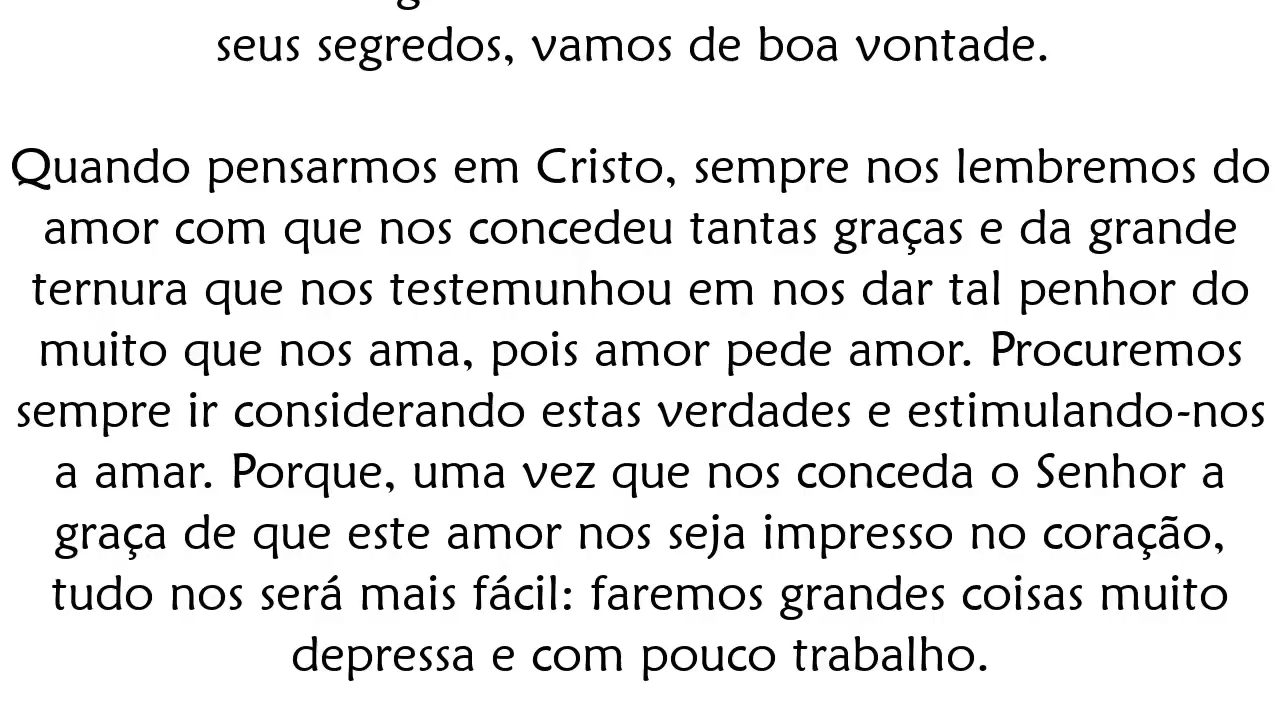 seus segredos, vamos de boa vontade.
Quando pensarmos em Cristo, sempre nos lembremos do
amor com que nos concedeu tantas graças e da grande
ternura que nos testemunhou em nos dar tal penhor do
muito que nos ama, pois amor pede amor. Procuremos
sempre ir considerando estas verdades e estimulando-nos
a amar. Porque, uma vez que nos conceda o Senhor a
graça de que este amor nos seja impresso no coração,
tudo nos será mais fácil: faremos grandes coisas muito
depressa e com pouco trabalho.